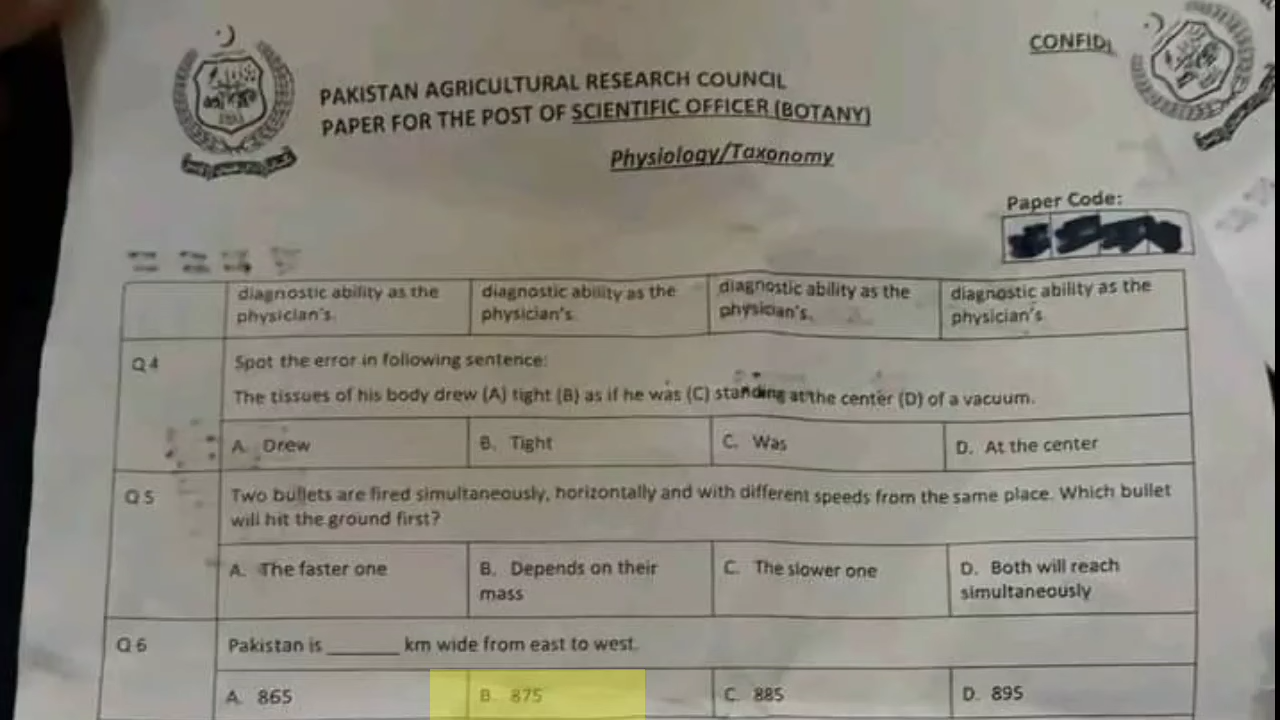 CONFID
PAKISTAN AGRICULTURAL RESEARCH COUNCIL
PAPER FOR THE POST OF SCIENTIFIC OFFICER (BOTANY)
Physiology/Taxonomy
Paper Code:
diagnostic ability as the physician's.
diagnostic ability as the physician's
diagnostic ability as the physician's.
diagnostic ability as the physician's
Q 4
Spot the error in following sentence:
The tissues of his body drew (A) tight (B) as if he was (C) standing at the center (D) of a vacuum.
A. Drew
B. Tight
C. Was
D. At the center
Q 5
Two bullets are fired simultaneously, horizontally and with different speeds from the same place. Which bullet
will hit the ground first?
A. The faster one
B. Depends on their
mass
C. The slower one
D. Both will reach
simultaneously
Q 6
Pakistan is _______ km wide from east to west.
A. 865
B. 875
C. 885
D. 895